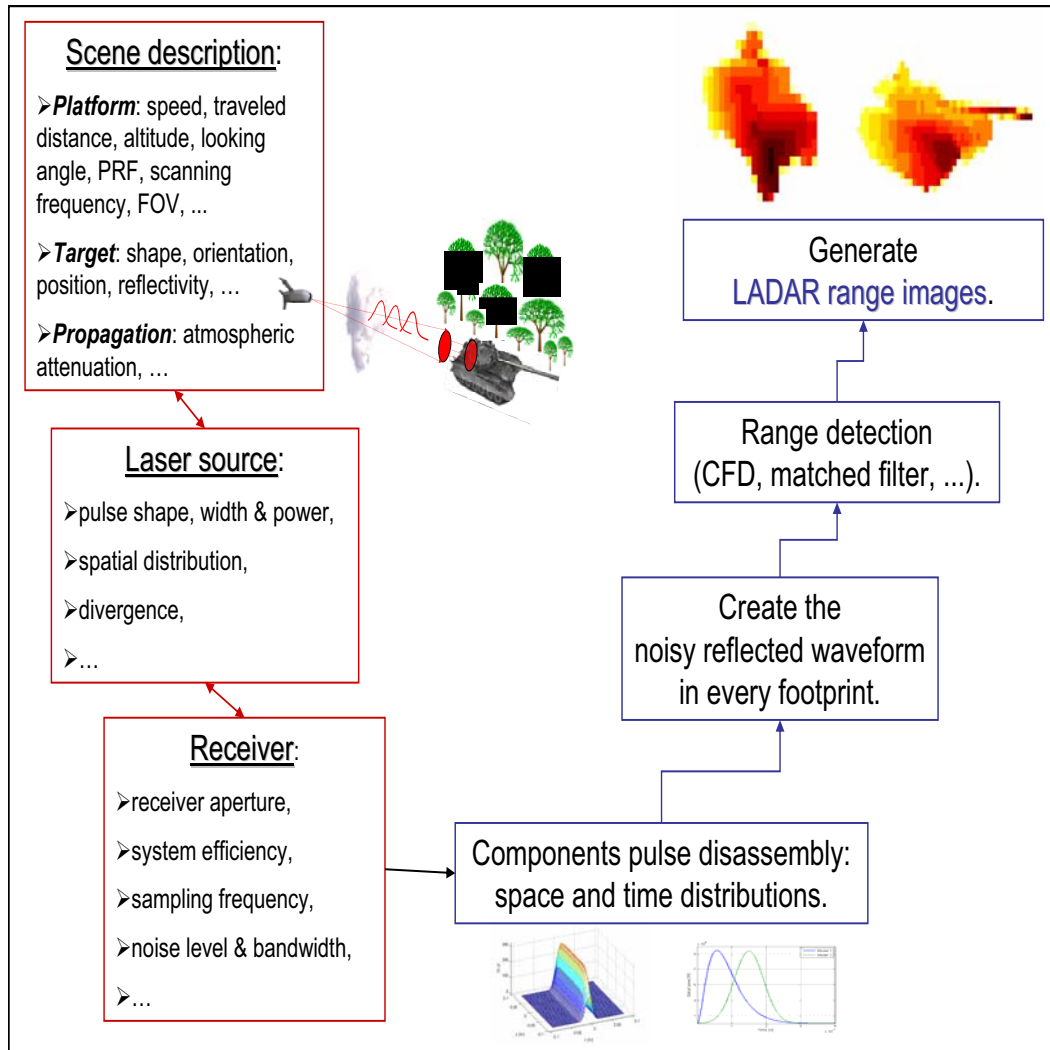 Scene description:
➢Platform: speed, traveled
distance, altitude, looking
angle, PRF, scanning
frequency, FOV, ...
➢Target: shape, orientation,
position, reflectivity, …
➢Propagation: atmospheric
attenuation, …
Laser source:
➢pulse shape, width & power,
➢spatial distribution,
➢divergence,
➢…
Receiver:
➢receiver aperture,
➢system efficiency,
➢sampling frequency,
➢noise level & bandwidth,
➢…
Components pulse disassembly:
space and time distributions.
Create the
noisy reflected waveform
in every footprint.
Range detection
(CFD, matched filter, ...).
Generate
LADAR range images.